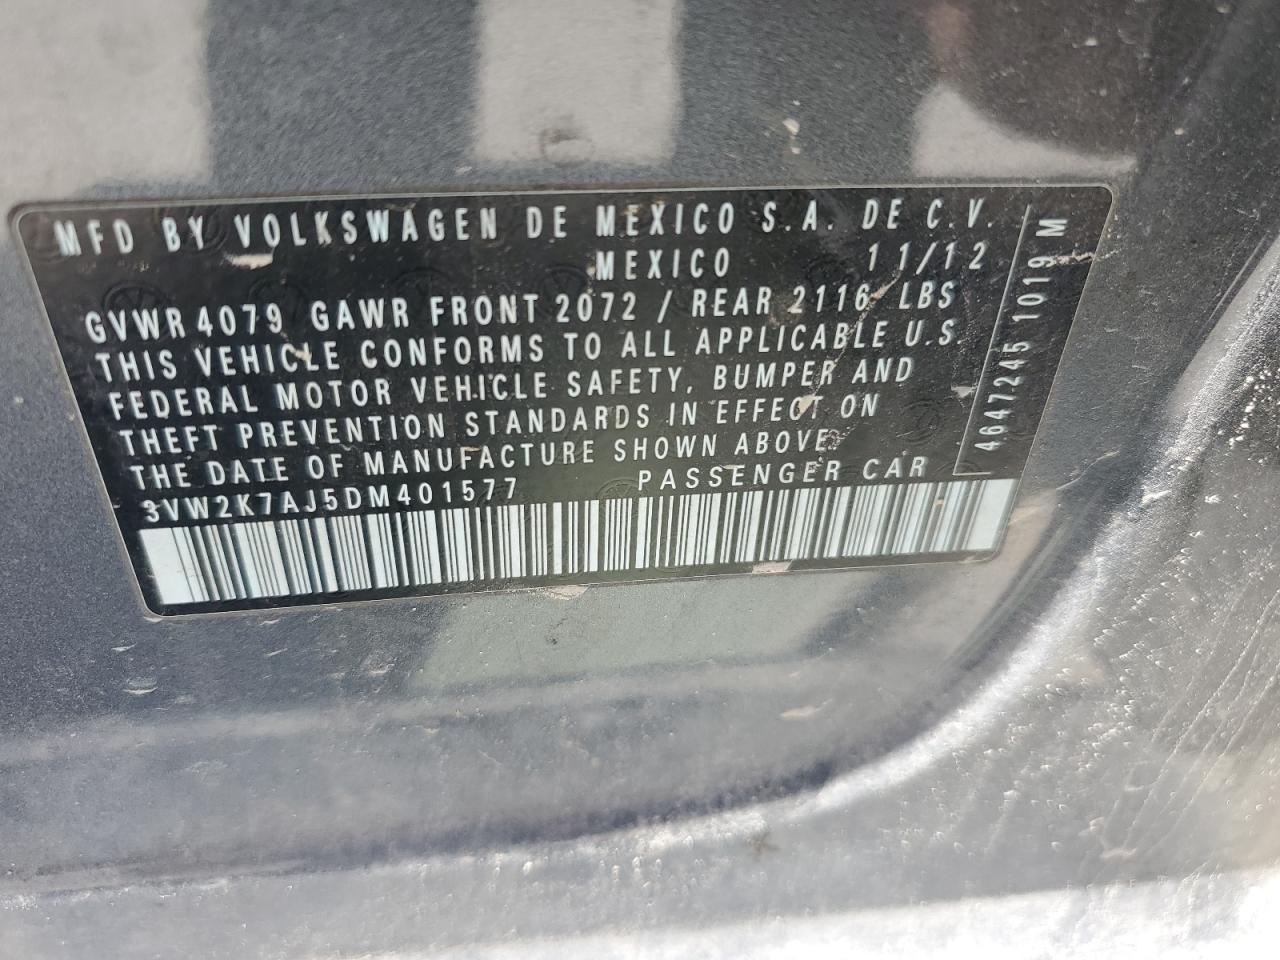 MFD BY VOLKSWAGEN DE MEXICO S.A. DE C.V.
MEXICO 11/12
GVWR 4079 GAWR FRONT 2072 / REAR 2116 LBS
THIS VEHICLE CONFORMS TO ALL APPLICABLE U.S.
FEDERAL MOTOR VEHICLE SAFETY, BUMPER AND
THEFT PREVENTION STANDARDS IN EFFECT ON
THE DATE OF MANUFACTURE SHOWN ABOVE.
3VW2K7AJ5DM401577 PASSENGER CAR
4647245 1019 M